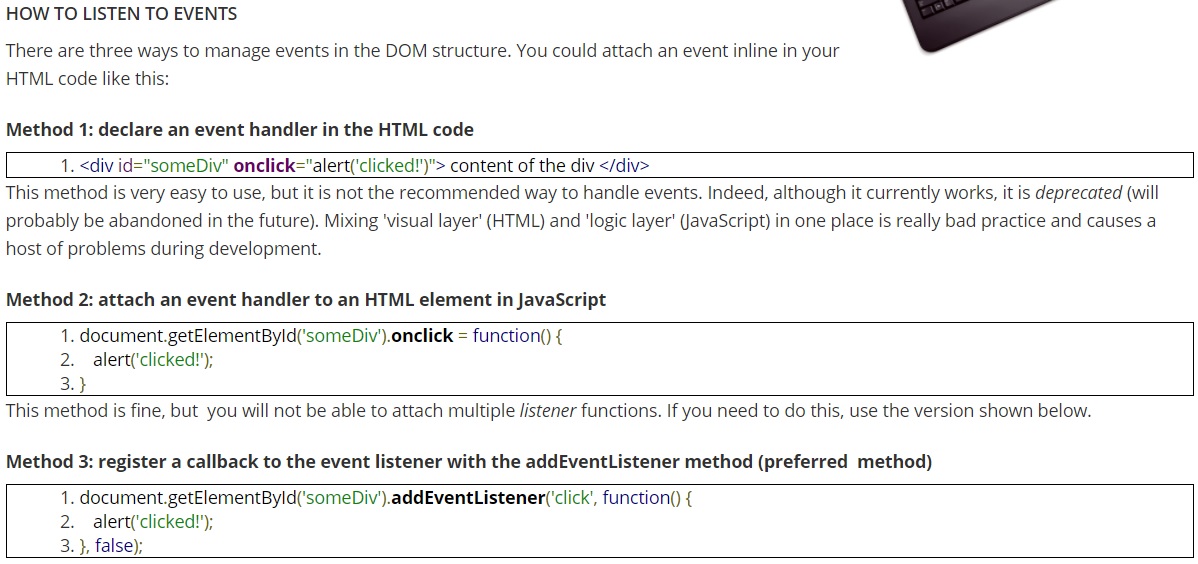 HOW TO LISTEN TO EVENTS
There are three ways to manage events in the DOM structure. You could attach an event inline in your
HTML code like this:
Method 1: declare an event handler in the HTML code
1. <div id="someDiv" onclick="alert('clicked!')"> content of the div </div>
This method is very easy to use, but it is not the recommended way to handle events. Indeed, although it currently works, it is deprecated (will
probably be abandoned in the future). Mixing 'visual layer' (HTML) and 'logic layer' (JavaScript) in one place is really bad practice and causes a
host of problems during development.
Method 2: attach an event handler to an HTML element in JavaScript
1. document.getElementById('someDiv').onclick = function() {
2.    alert('clicked!');
3. }
This method is fine, but  you will not be able to attach multiple listener functions. If you need to do this, use the version shown below.
Method 3: register a callback to the event listener with the addEventListener method (preferred  method)
1. document.getElementById('someDiv').addEventListener('click', function() {
2.    alert('clicked!');
3. }, false);